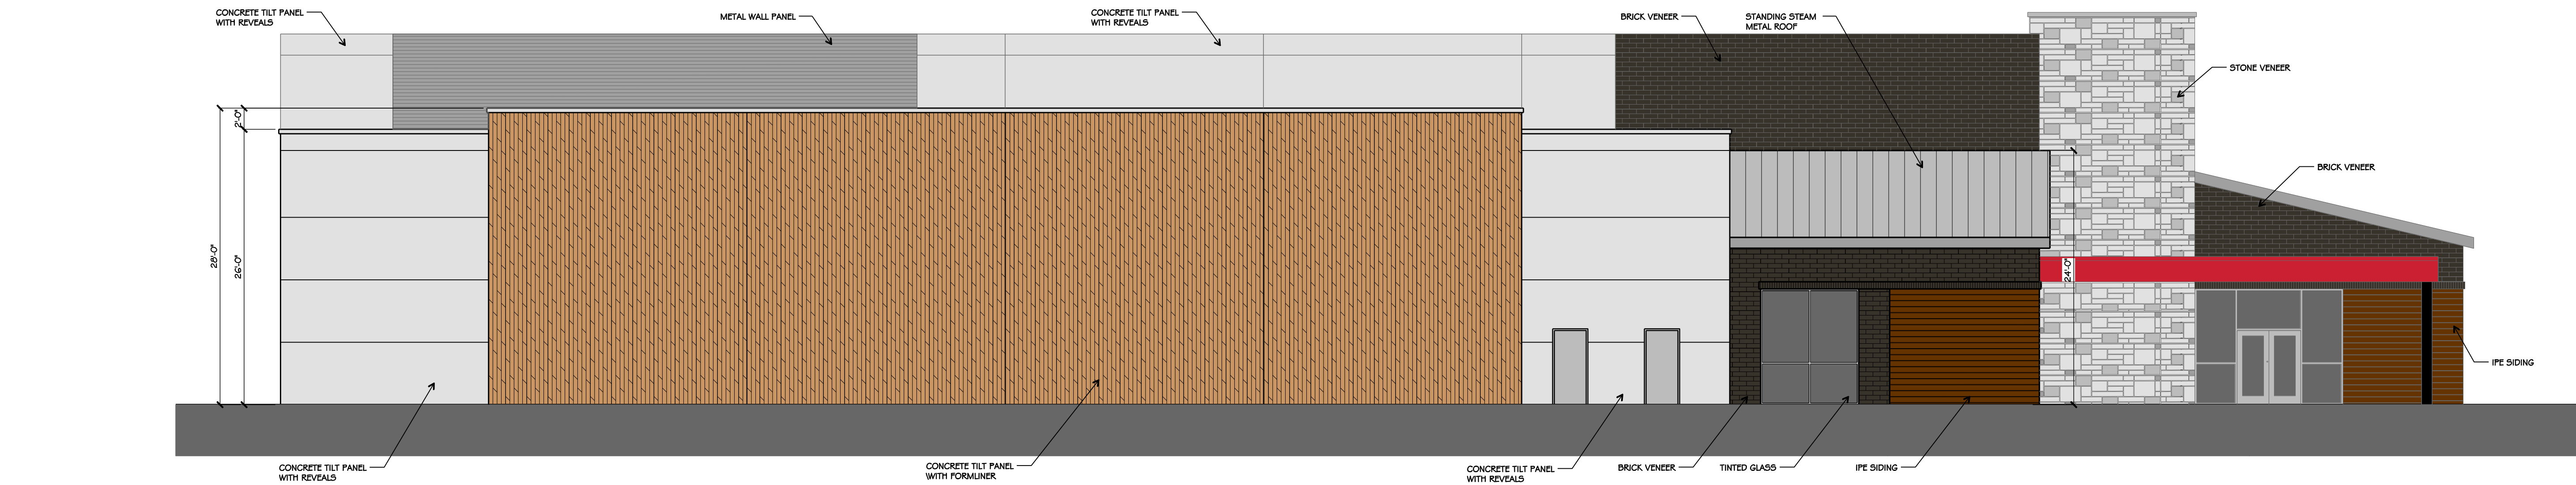 CONCRETE TILT PANEL
WITH REVEALS
METAL WALL PANEL
CONCRETE TILT PANEL
WITH REVEALS
BRICK VENEER
STANDING STEAM
METAL ROOF
STONE VENEER
BRICK VENEER
2'-0"
28'-0"
26'-0"
24'-0"
IPE SIDING
CONCRETE TILT PANEL
WITH REVEALS
CONCRETE TILT PANEL
WITH FORMLINER
CONCRETE TILT PANEL
WITH REVEALS
BRICK VENEER
TINTED GLASS
IPE SIDING